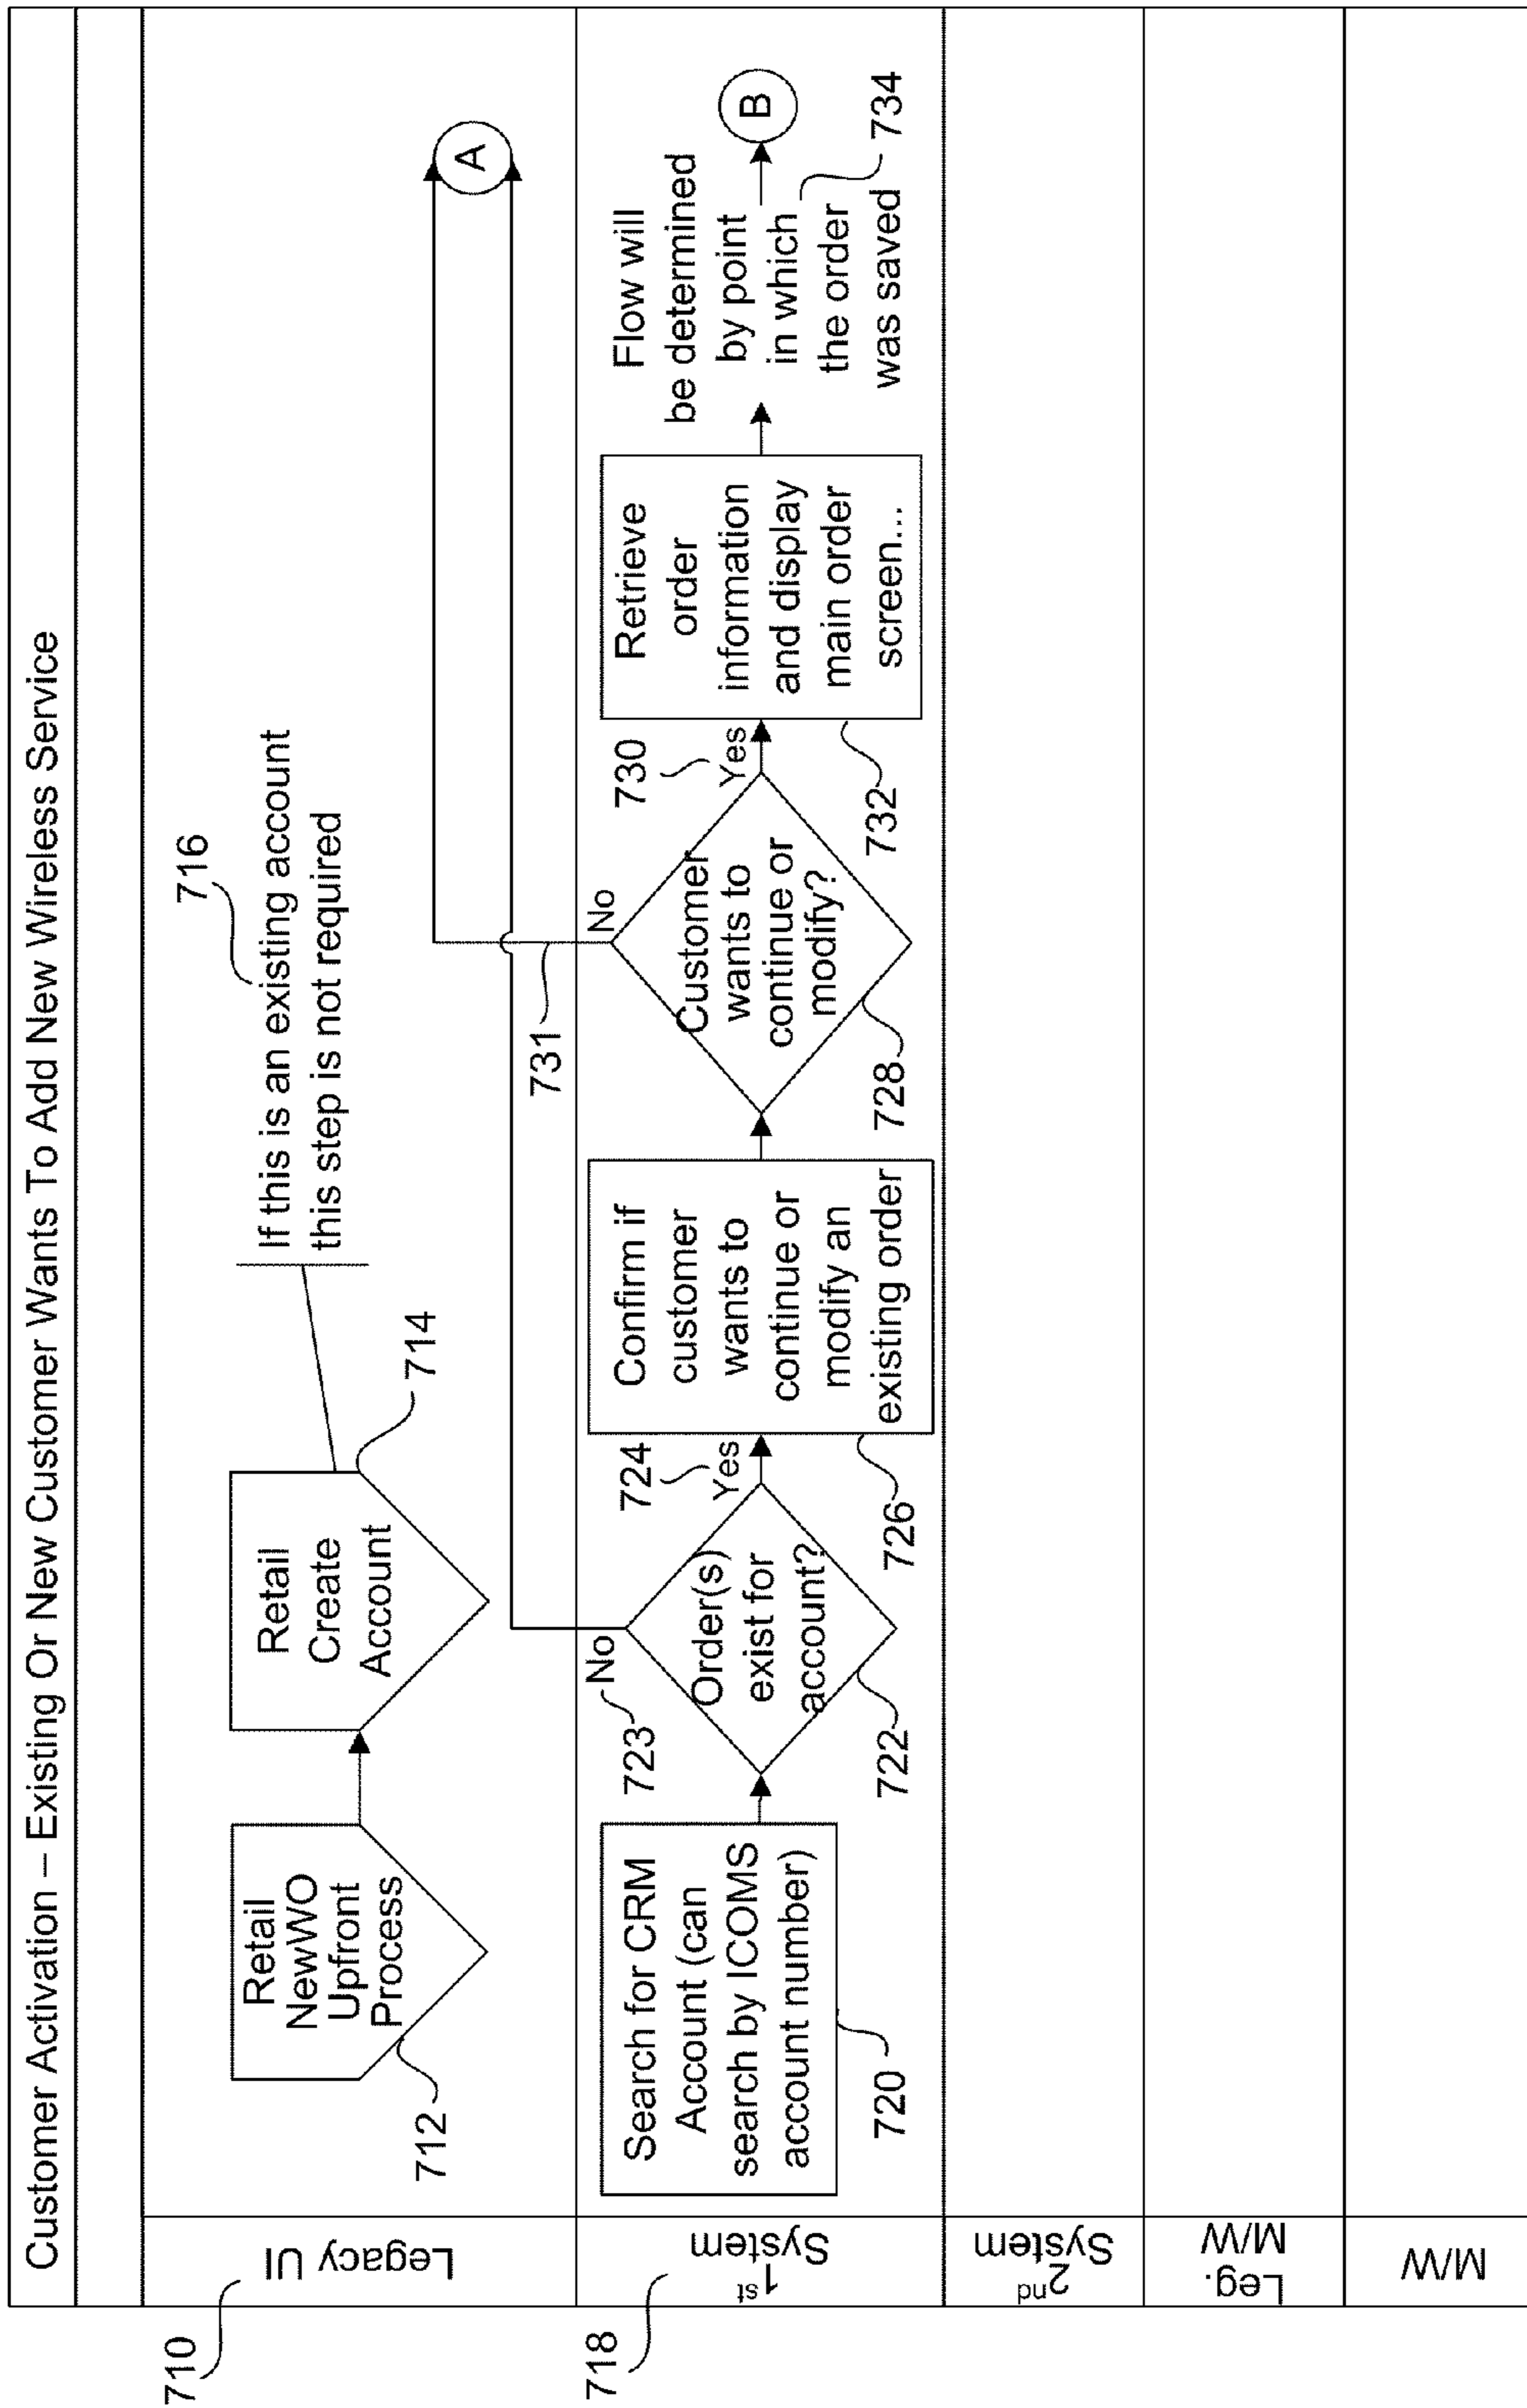 Customer Activation – Existing Or New Customer Wants To Add New Wireless Service
710
Legacy UI
Retail
NewWO
Upfront
Process
712
Retail
Create
Account
714
716
If this is an existing account
this step is not required
A
718
1st
System
Search for CRM
Account (can
search by ICOMS
account number)
720
Order(s)
exist for
account?
722
No
723
724
Yes
Confirm if
customer
wants to
continue or
modify an
existing order
726
Customer
wants to
continue or
modify?
728
No
731
730
Yes
Retrieve
order
information
and display
main order
screen...
732
Flow will
be determined
by point
in which
the order
was saved
734
B
2nd
System
Leg.
M/W
M/W